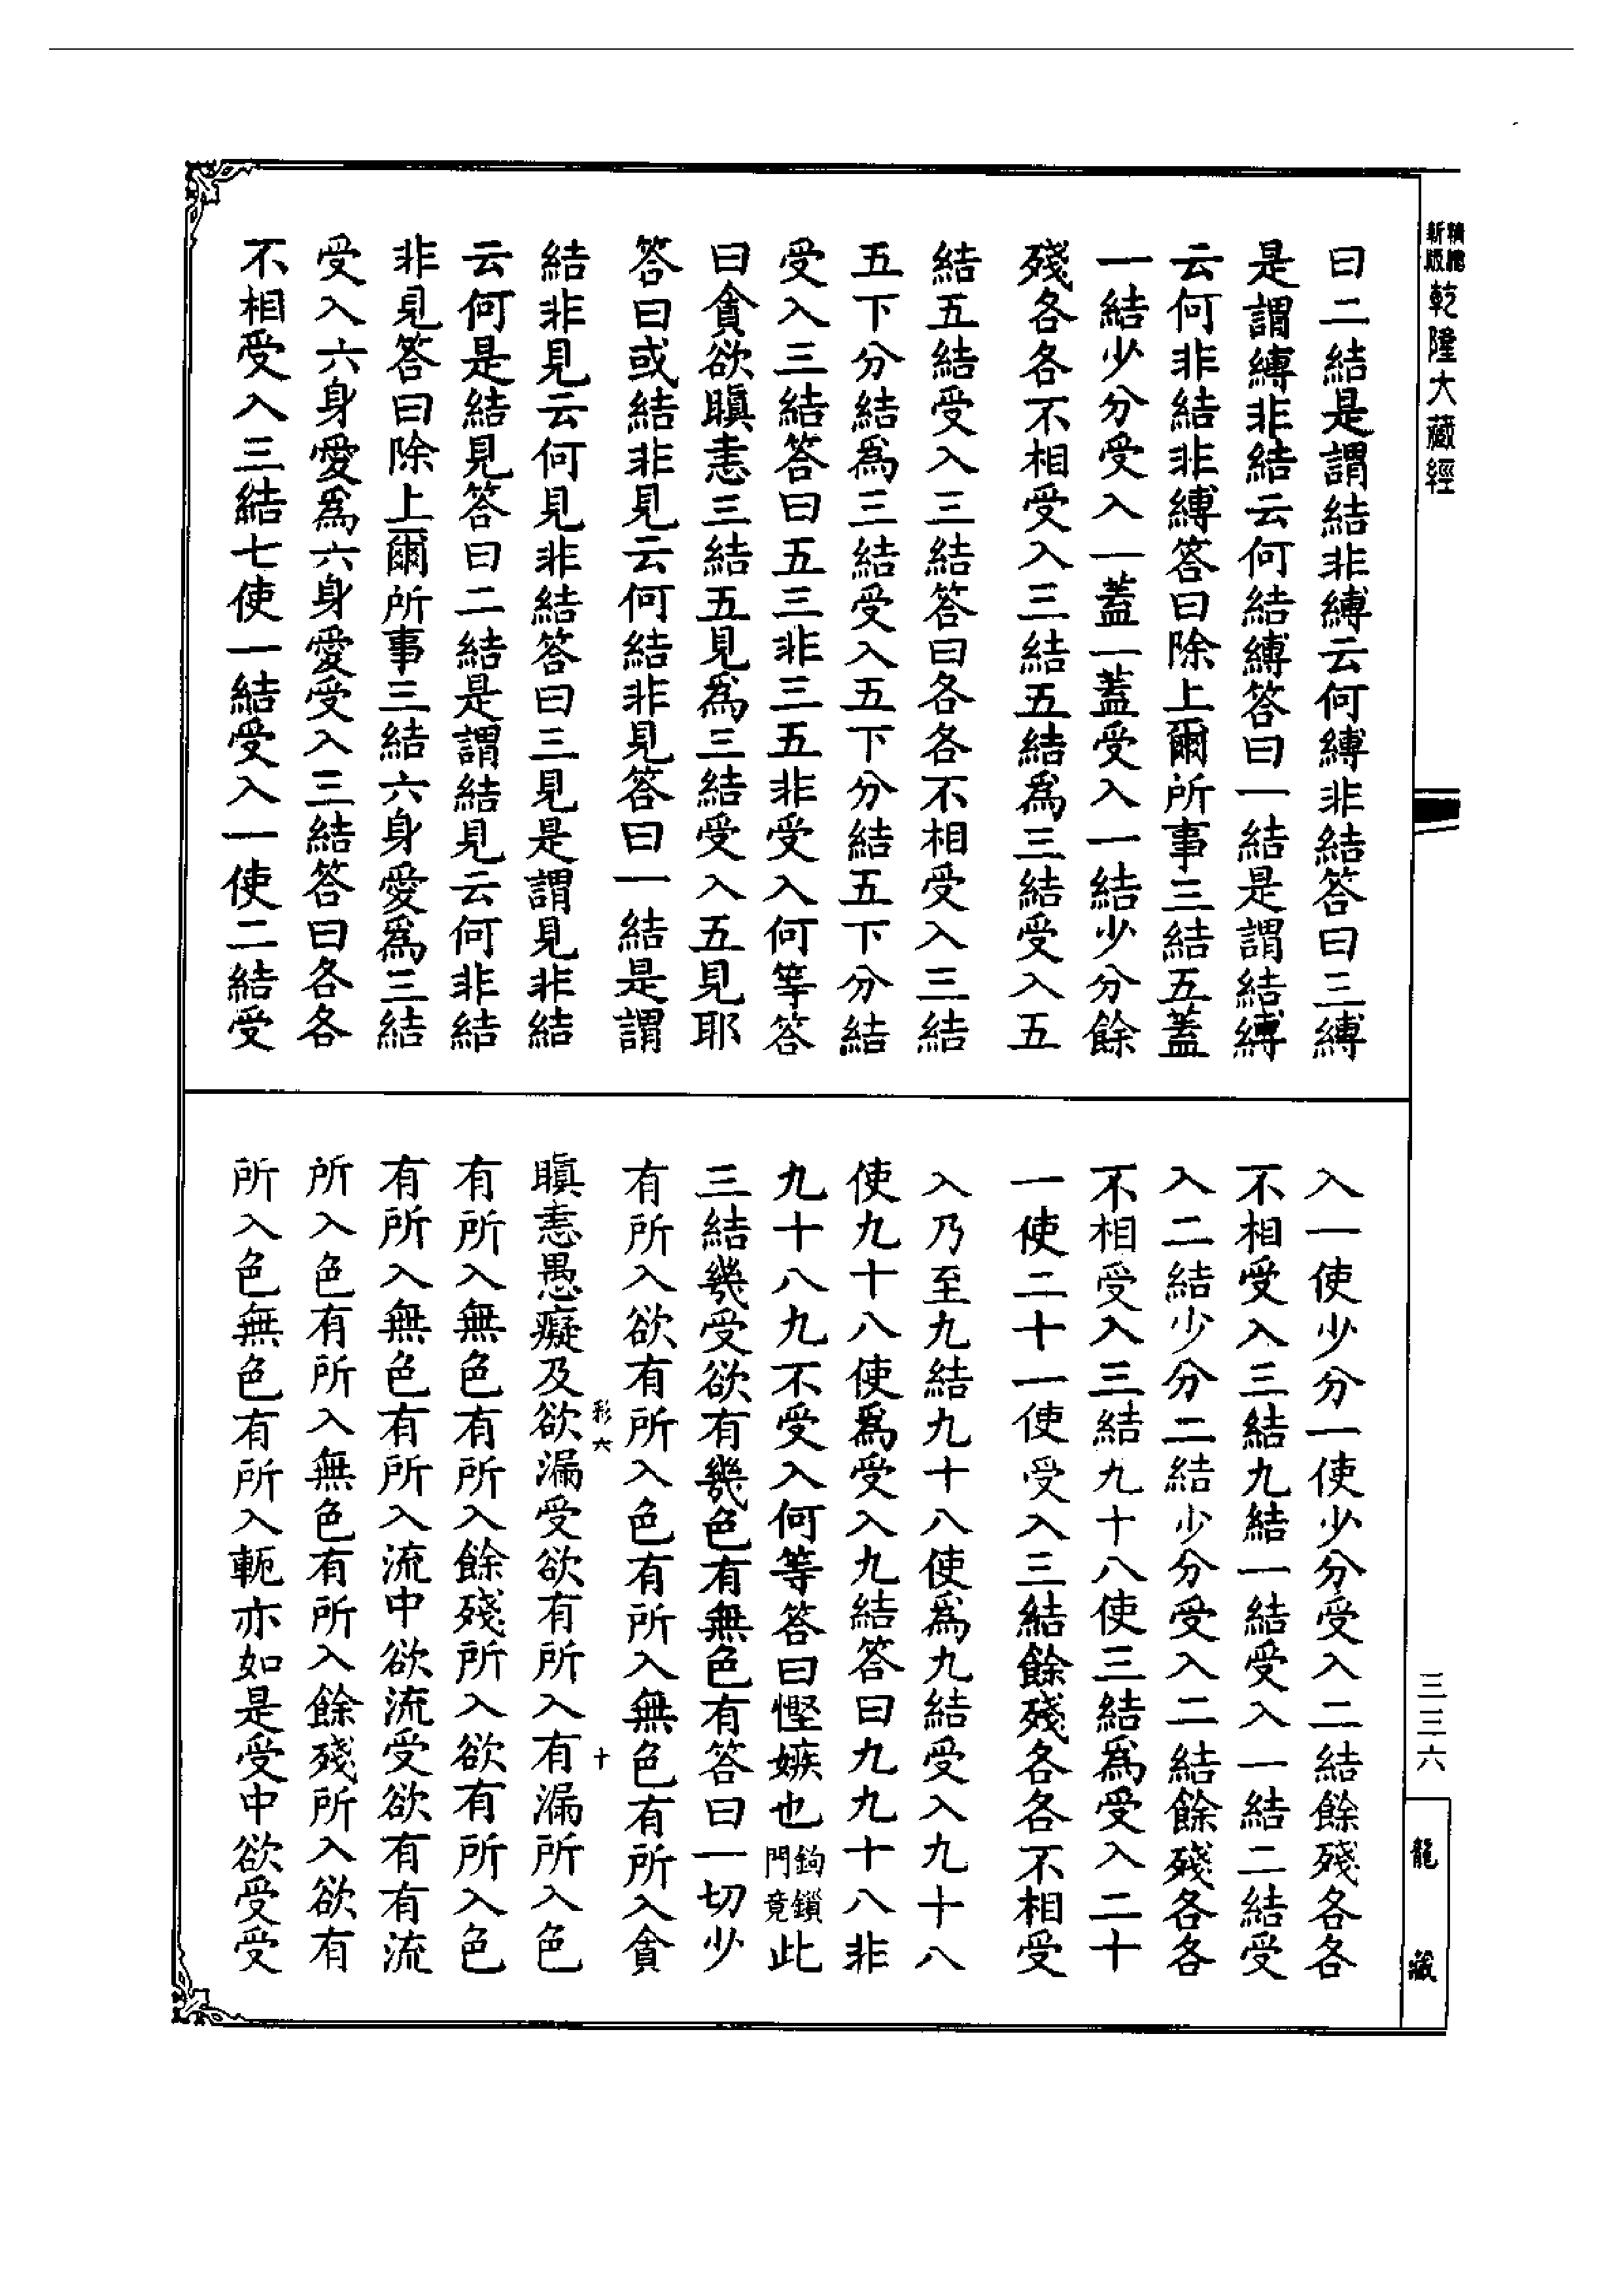 精繕新版乾隆大藏經
曰二結是謂結非縛云何縛非結答曰三縛
是謂縛非結云何結縛答曰一結是謂結縛
云何非結非縛答曰除上爾所事三結五蓋
一結少分受入一蓋一蓋受入一結少分餘
殘各各不相受入三結五結爲三結受入五
結五結受入三結答曰各各不相受入三結
五下分結爲三結受入五下分結五下分結
受入三結答曰五三非三五非受入何等答
曰貪欲瞋恚三結五見爲三結受入五見耶
答曰或結非見云何結非見答曰一結是謂
結非見云何見非結答曰三見是謂見非結
云何是結見答曰二結是謂結見云何非結
非見答曰除上爾所事三結六身愛爲三結
受入六身愛爲六身愛受入三結答曰各各
不相受入三結七使一結受入一使二結受
入一使少分一使少分受入二結餘殘各各
不相受入三結九結一結受入一結二結受
入二結少分二結少分受入二結餘殘各各
不相受入三結九十八使三結爲受入二十
一使二十一使受入三結餘殘各各不相受
入乃至九結九十八使爲九結受入九十八
使九十八使爲受入九結答曰九九十八非
九十八九不受入何等答曰慳嫉也鉤鎖門竟此
三結幾受欲有幾色有無色有答曰一切少
有所入欲有所入色有所入無色有所入貪
彩六 十
瞋恚愚癡及欲漏受欲有所入有漏所入色
有所入無色有所入餘殘所入欲有所入色
有所入無色有所入流中欲流受欲有有流
所入色有所入無色有所入餘殘所入欲有
所入色無色有所入軛亦如是受中欲受受
三三六
龍藏